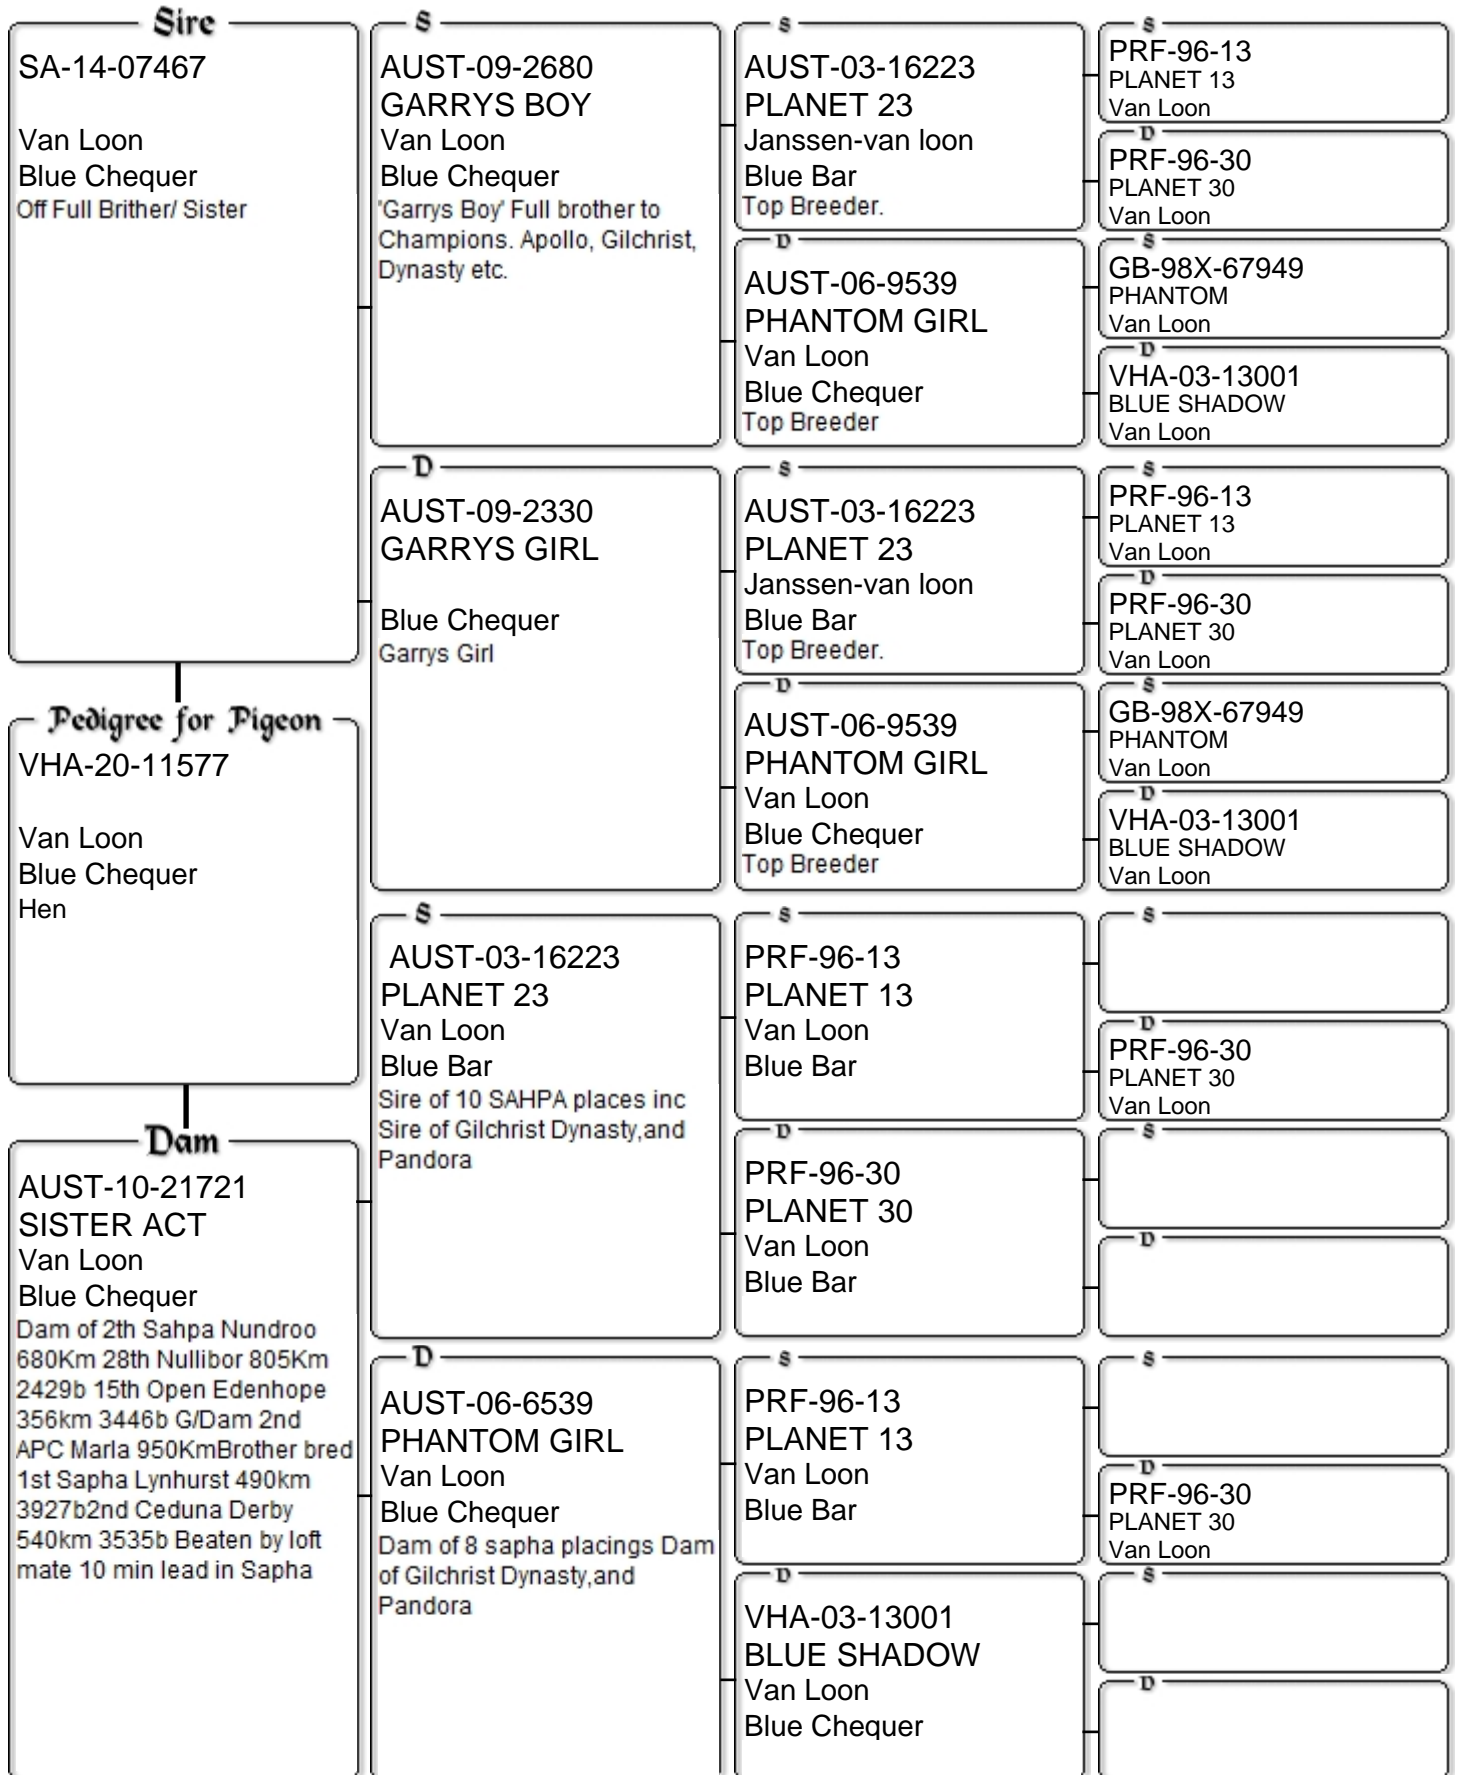 Sire
SA-14-07467
Van Loon
Blue Chequer
Off Full Brither/ Sister
Pedigree for Pigeon
VHA-20-11577
Van Loon
Blue Chequer
Hen
Dam
AUST-10-21721
SISTER ACT
Van Loon
Blue Chequer
Dam of 2th Sahpa Nundroo
680Km 28th Nullibor 805Km
2429b 15th Open Edenhope
356km 3446b G/Dam 2nd
APC Marla 950KmBrother bred
1st Sapha Lynhurst 490km
3927b2nd Ceduna Derby
540km 3535b Beaten by loft
mate 10 min lead in Sapha
S
AUST-09-2680
GARRYS BOY
Van Loon
Blue Chequer
'Garrys Boy' Full brother to
Champions. Apollo, Gilchrist,
Dynasty etc.
D
AUST-09-2330
GARRYS GIRL
Blue Chequer
Garrys Girl
S
AUST-03-16223
PLANET 23
Van Loon
Blue Bar
Sire of 10 SAHPA places inc
Sire of Gilchrist Dynasty,and
Pandora
D
AUST-06-6539
PHANTOM GIRL
Van Loon
Blue Chequer
Dam of 8 sapha placings Dam
of Gilchrist Dynasty,and
Pandora
S
AUST-03-16223
PLANET 23
Janssen-van loon
Blue Bar
Top Breeder.
D
AUST-06-9539
PHANTOM GIRL
Van Loon
Blue Chequer
Top Breeder
S
AUST-03-16223
PLANET 23
Janssen-van loon
Blue Bar
Top Breeder.
D
AUST-06-9539
PHANTOM GIRL
Van Loon
Blue Chequer
Top Breeder
S
PRF-96-13
PLANET 13
Van Loon
Blue Bar
D
PRF-96-30
PLANET 30
Van Loon
Blue Bar
S
PRF-96-13
PLANET 13
Van Loon
Blue Bar
D
VHA-03-13001
BLUE SHADOW
Van Loon
Blue Chequer
S
PRF-96-13
PLANET 13
Van Loon
D
PRF-96-30
PLANET 30
Van Loon
S
GB-98X-67949
PHANTOM
Van Loon
D
VHA-03-13001
BLUE SHADOW
Van Loon
S
PRF-96-13
PLANET 13
Van Loon
D
PRF-96-30
PLANET 30
Van Loon
S
GB-98X-67949
PHANTOM
Van Loon
D
VHA-03-13001
BLUE SHADOW
Van Loon
S
D
PRF-96-30
PLANET 30
Van Loon
S
D
S
D
PRF-96-30
PLANET 30
Van Loon
S
D